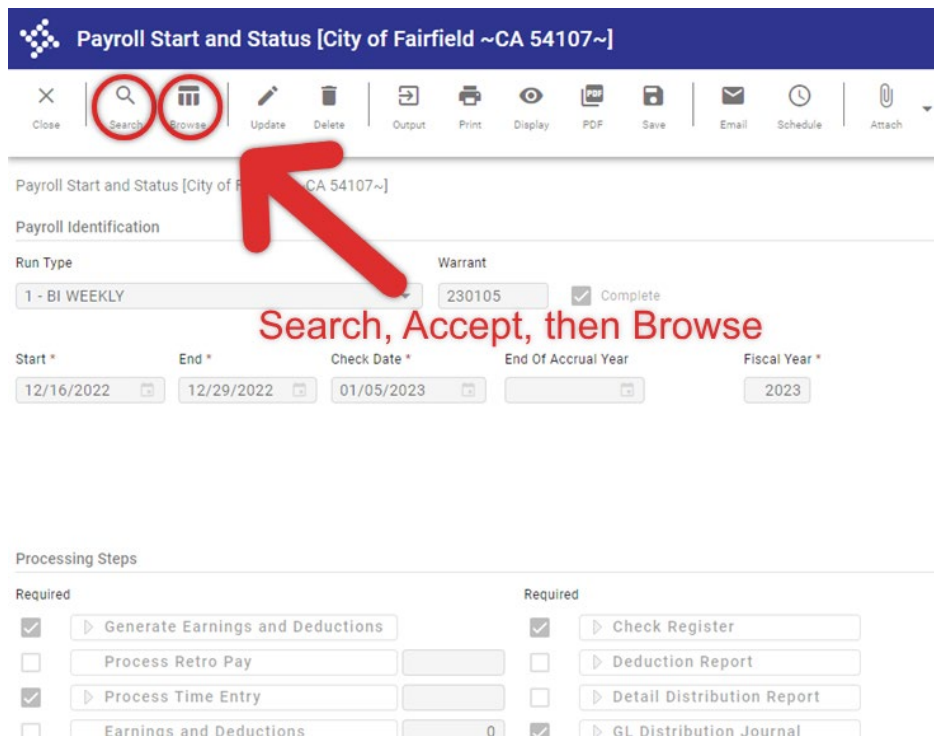 Payroll Start and Status [City of Fairfield ~CA 54107~]
Close Search Browse Update Delete Output Print Display PDF Save Email Schedule Attach
Payroll Start and Status [City of F CA 54107~]
Payroll Identification
Run Type Warrant
1 - BI WEEKLY 230105 Complete
Search, Accept, then Browse
Start * End * Check Date * End Of Accrual Year Fiscal Year *
12/16/2022 12/29/2022 01/05/2023 2023
Processing Steps
Required Required
Generate Earnings and Deductions Check Register
Process Retro Pay Deduction Report
Process Time Entry Detail Distribution Report
Earnings and Deductions 0 GL Distribution Journal